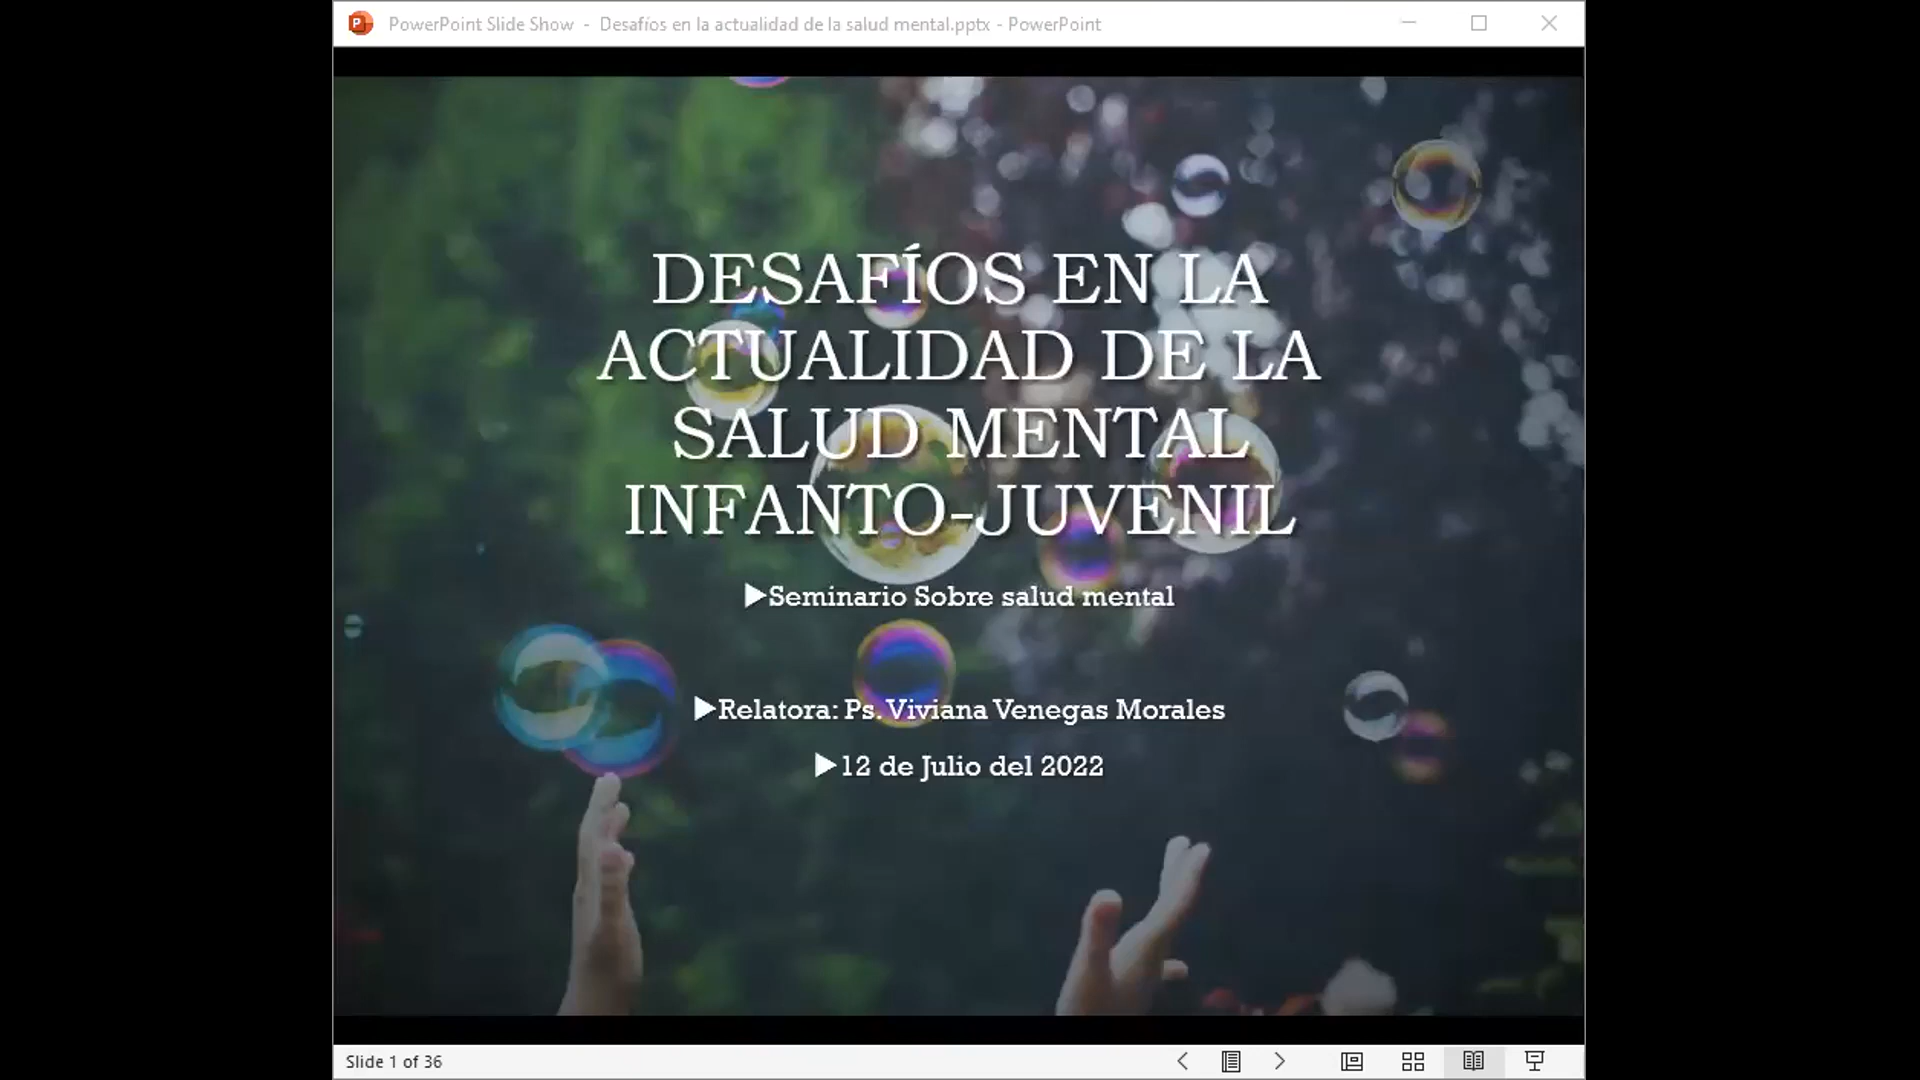 PowerPoint Slide Show - Desafíos en la actualidad de la salud mental.pptx - PowerPoint
DESAFÍOS EN LA
ACTUALIDAD DE LA
SALUD MENTAL
INFANTO-JUVENIL
Seminario Sobre salud mental
Relatora: Ps. Viviana Venegas Morales
12 de Julio del 2022
Slide 1 of 36